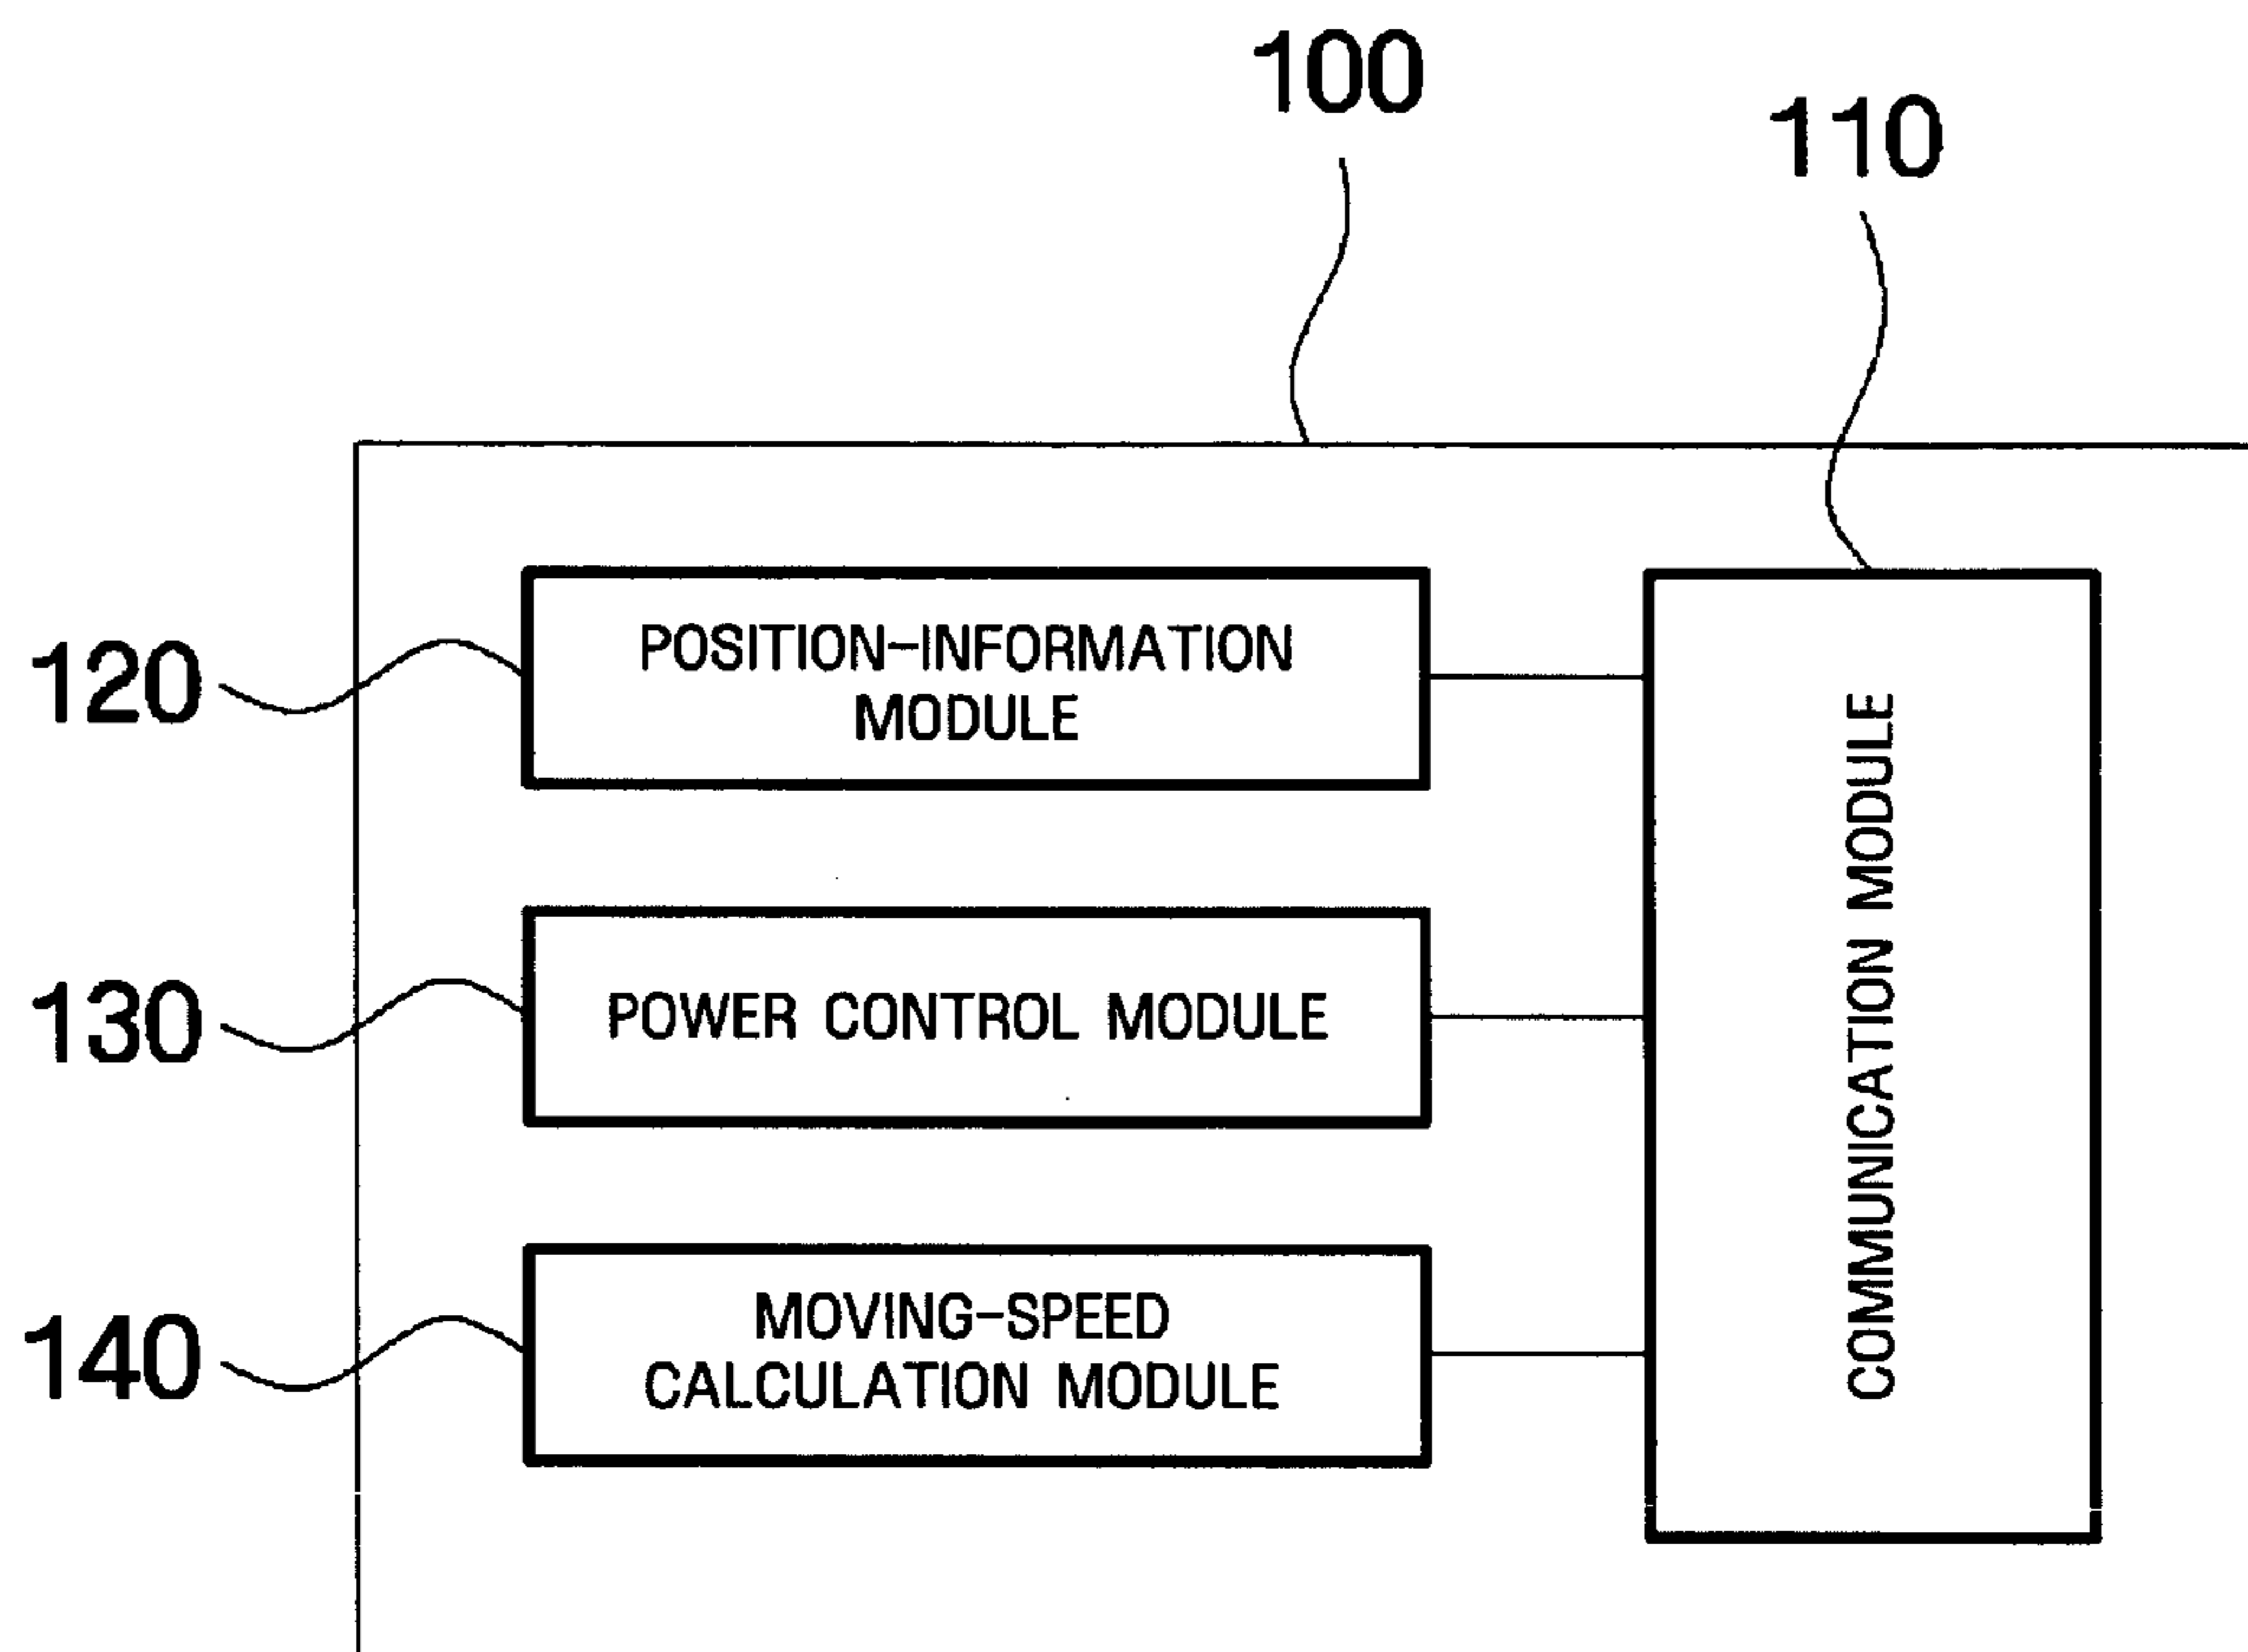 100
110
120
POSITION-INFORMATION
MODULE
130
POWER CONTROL MODULE
140
MOVING-SPEED
CALCULATION MODULE
COMMUNICATION MODULE